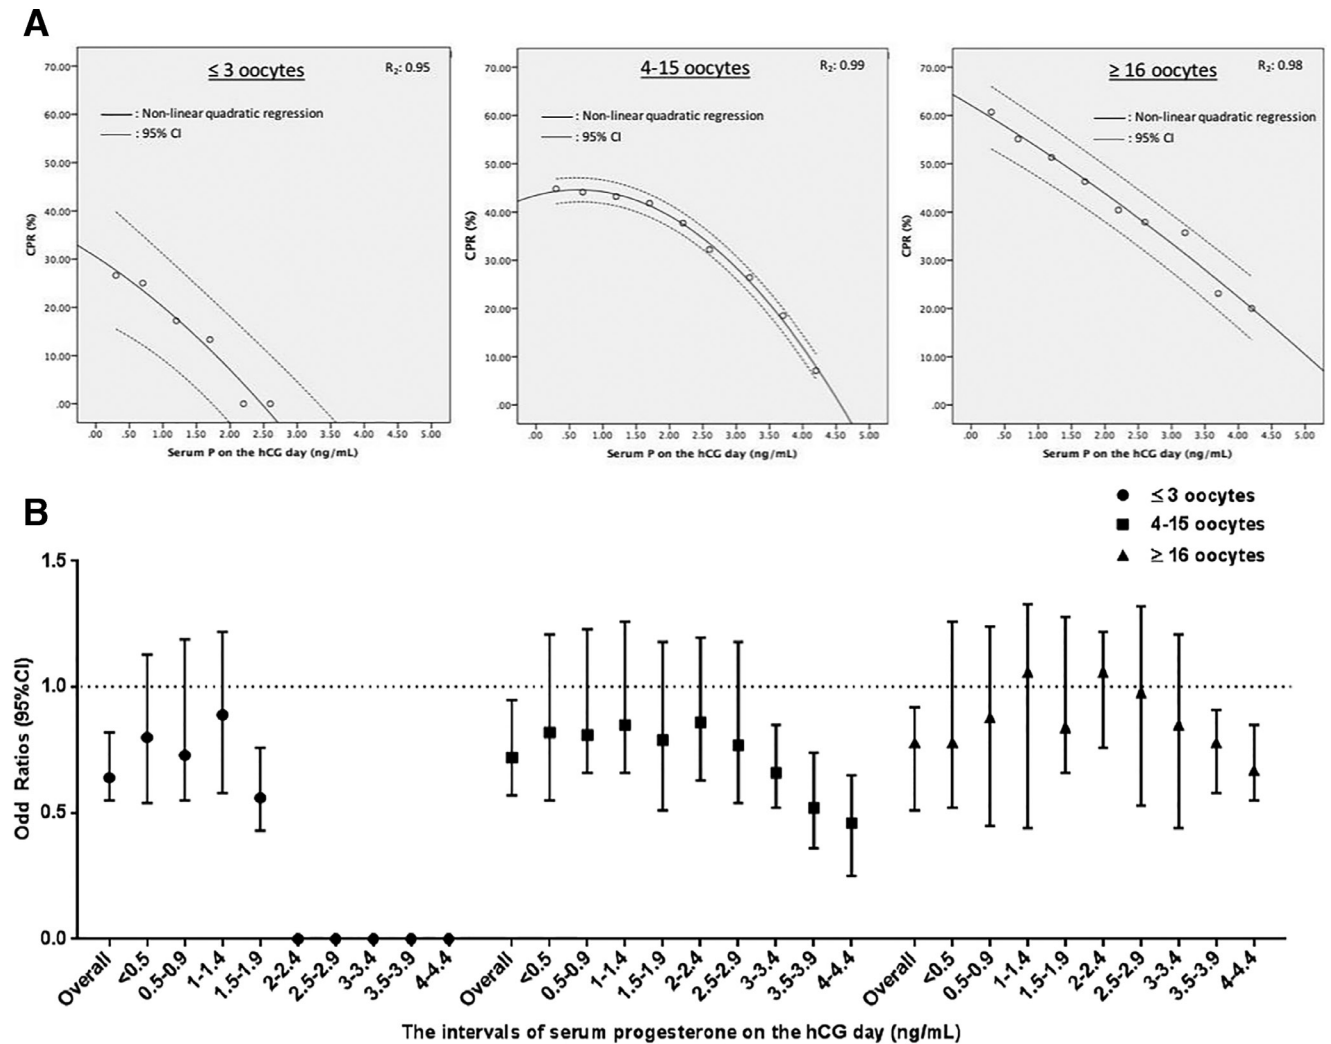 A
≤ 3 oocytes
R2: 0.95
: Non-linear quadratic regression
: 95% CI
70.00
60.00
50.00
40.00
30.00
20.00
10.00
.00
CPR (%)
.00 .50 1.00 1.50 2.00 2.50 3.00 3.50 4.00 4.50 5.00
Serum P on the hCG day (ng/mL)
4-15 oocytes
R2: 0.99
: Non-linear quadratic regression
: 95% CI
70.00
60.00
50.00
40.00
30.00
20.00
10.00
.00
CPR (%)
.00 .50 1.00 1.50 2.00 2.50 3.00 3.50 4.00 4.50 5.00
Serum P on the hCG day (ng/mL)
≥ 16 oocytes
R2: 0.98
: Non-linear quadratic regression
: 95% CI
70.00
60.00
50.00
40.00
30.00
20.00
10.00
.00
CPR (%)
.00 .50 1.00 1.50 2.00 2.50 3.00 3.50 4.00 4.50 5.00
Serum P on the hCG day (ng/mL)
B
≤ 3 oocytes
4-15 oocytes
≥ 16 oocytes
1.5
1.0
0.5
0.0
Odd Ratios (95%CI)
Overall <0.5 0.5-0.9 1-1.4 1.5-1.9 2-2.4 2.5-2.9 3-3.4 3.5-3.9 4-4.4 Overall <0.5 0.5-0.9 1-1.4 1.5-1.9 2-2.4 2.5-2.9 3-3.4 3.5-3.9 4-4.4 Overall <0.5 0.5-0.9 1-1.4 1.5-1.9 2-2.4 2.5-2.9 3-3.4 3.5-3.9 4-4.4
The intervals of serum progesterone on the hCG day (ng/mL)